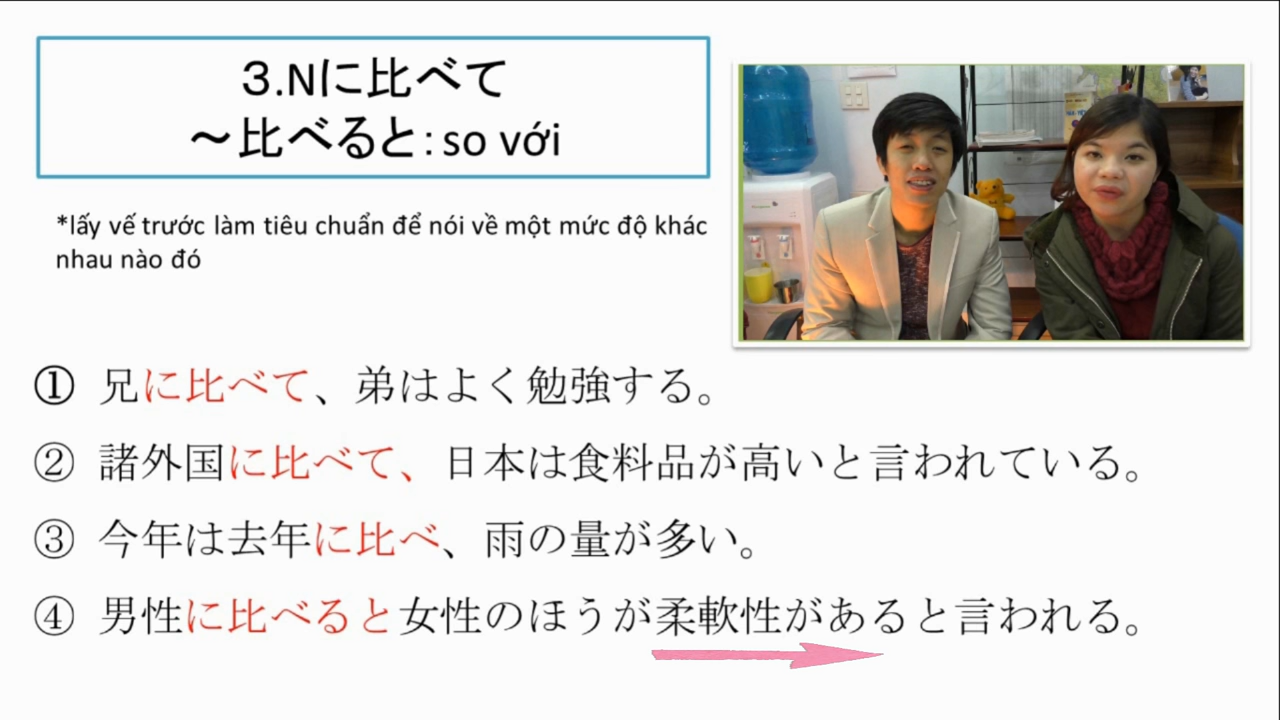 ３.Nに比べて
～比べると：so với
*lấy vế trước làm tiêu chuẩn để nói về một mức độ khác
nhau nào đó
① 兄に比べて、弟はよく勉強する。
② 諸外国に比べて、日本は食料品が高いと言われている。
③ 今年は去年に比べ、雨の量が多い。
④ 男性に比べると女性のほうが柔軟性があると言われる。